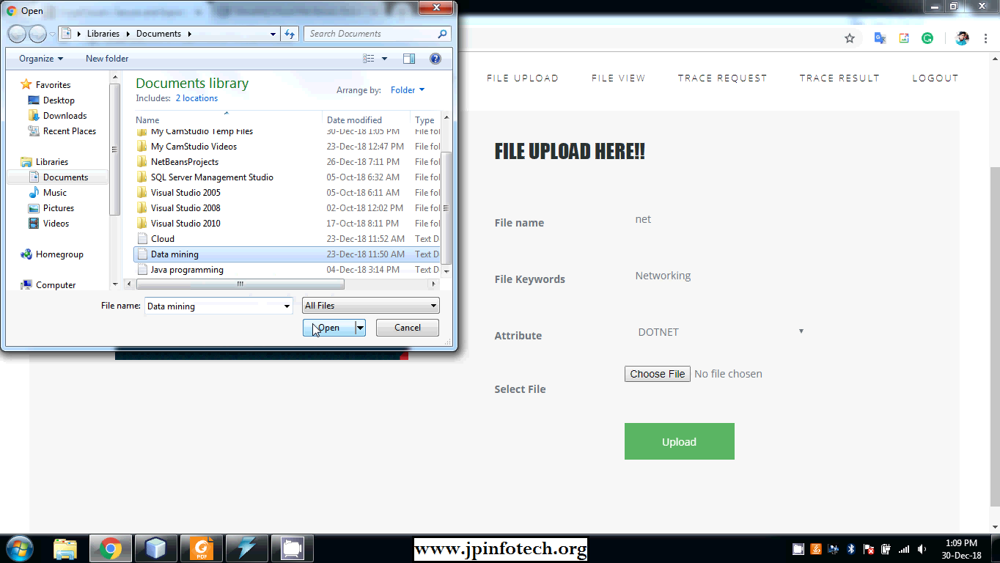 Open
Libraries Documents
Search Documents
Organize New folder
Favorites
Desktop
Downloads
Recent Places
Libraries
Documents
Music
Pictures
Videos
Homegroup
Computer
Documents library
Includes: 2 locations
Arrange by: Folder
Name Date modified Type
My CamStudio Temp Files 30-Dec-18 1:05 PM File fol
My CamStudio Videos 23-Dec-18 12:47 PM File fol
NetBeansProjects 26-Dec-18 7:11 PM File fol
SQL Server Management Studio 05-Oct-18 6:32 AM File fol
Visual Studio 2005 05-Oct-18 6:11 AM File fol
Visual Studio 2008 02-Oct-18 12:02 PM File fol
Visual Studio 2010 17-Oct-18 8:11 PM File fol
Cloud 23-Dec-18 11:52 AM Text D
Data mining 23-Dec-18 11:50 AM Text D
Java programming 04-Dec-18 3:14 PM Text D
File name: Data mining All Files
Open Cancel
FILE UPLOAD FILE VIEW TRACE REQUEST TRACE RESULT LOGOUT
FILE UPLOAD HERE!!
File name net
File Keywords Networking
Attribute DOTNET
Select File Choose File No file chosen
Upload
PDF
www.jpinfotech.org
1:09 PM
30-Dec-18